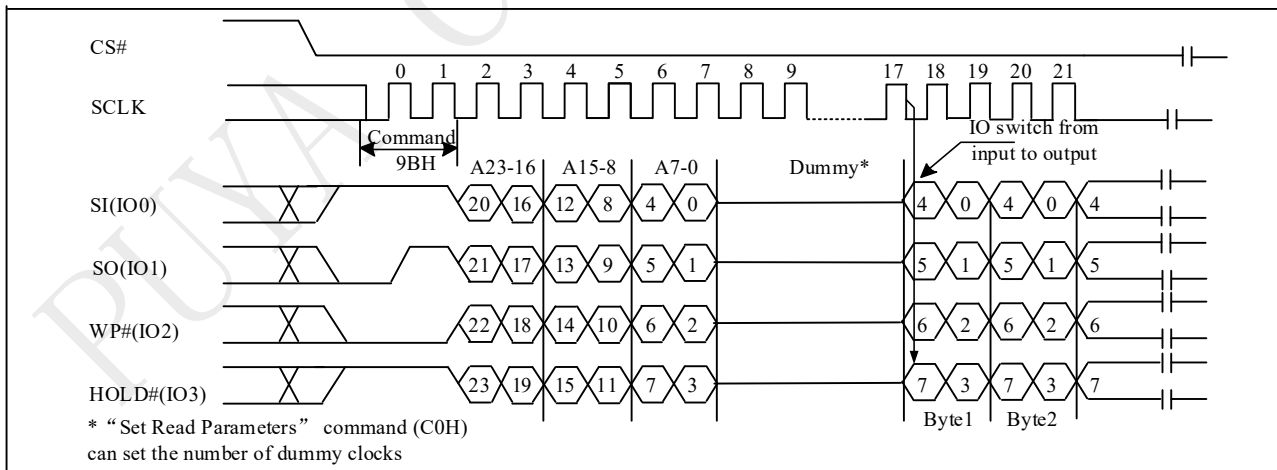 CS#
0 1 2 3 4 5 6 7 8 9 17 18 19 20 21
SCLK
Command
9BH
IO switch from
input to output
A23-16 A15-8 A7-0 Dummy*
SI(IO0) 20 16 12 8 4 0 4 0 4 0 4
SO(IO1) 21 17 13 9 5 1 5 1 5 1 5
WP#(IO2) 22 18 14 10 6 2 6 2 6 2 6
HOLD#(IO3) 23 19 15 11 7 3 7 3 7 3 7
Byte1 Byte2
* “Set Read Parameters” command (C0H)
can set the number of dummy clocks
PUYA